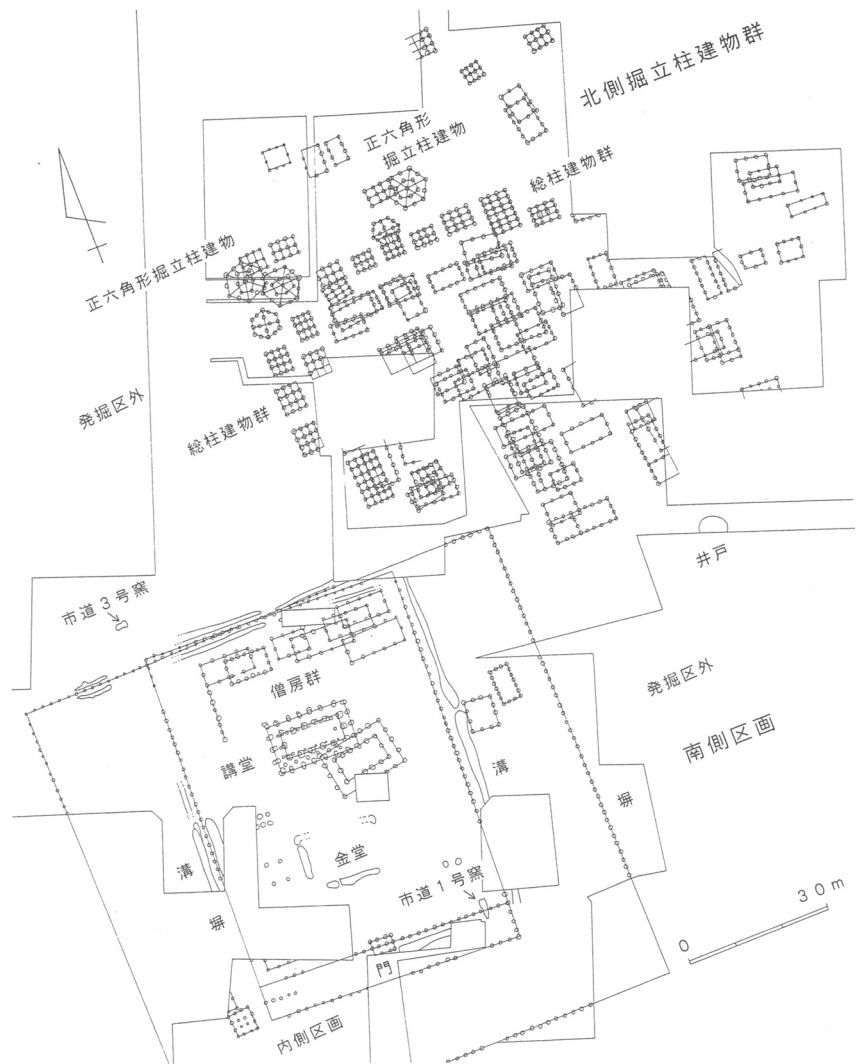 北側掘立柱建物群
正六角形
掘立柱建物
総柱建物群
正六角形掘立柱建物
発掘区外
総柱建物群
井戸
市道3号窯
僧房群
発掘区外
南側区画
講堂
溝
塀
金堂
溝
市道1号窯
塀
門
0
30m
内側区画